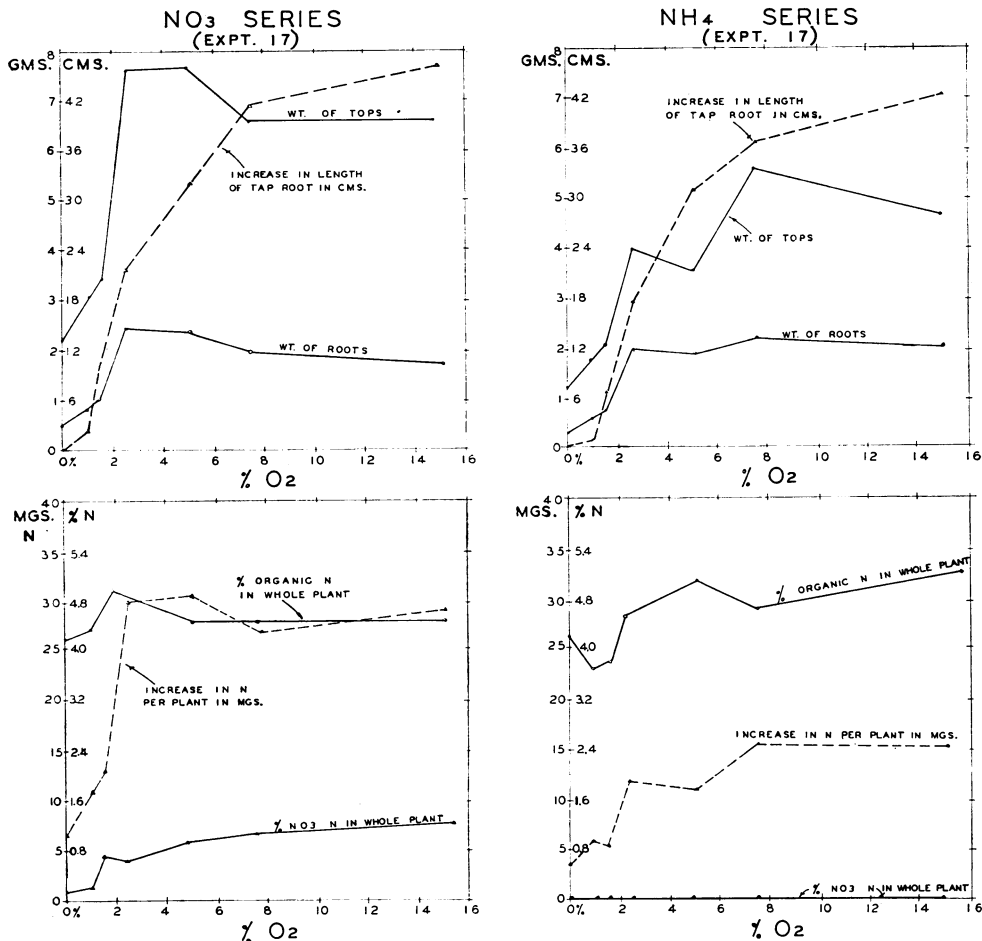 NO3 SERIES
(EXPT. 17)
GMS. CMS.
8
7-42
6-36
5-30
4-24
3-18
2-12
1-6
0
0% 2 4 6 8 10 12 14 16
% O2
WT. OF TOPS
INCREASE IN LENGTH
OF TAP ROOT IN CMS.
WT. OF ROOTS
NH4 SERIES
(EXPT. 17)
GMS. CMS.
8
7-42
6-36
5-30
4-24
3-18
2-12
1-6
0
0% 2 4 6 8 10 12 14 16
% O2
INCREASE IN LENGTH
OF TAP ROOT IN CMS.
WT. OF TOPS
WT. OF ROOTS
MGS. % N
N
40
35 5.4
30 4.8
25 4.0
20 3.2
15 2.4
10 1.6
5 0.8
0
0% 2 4 6 8 10 12 14 16
% O2
% ORGANIC N
IN WHOLE PLANT
INCREASE IN N
PER PLANT IN MGS.
% NO3 N IN WHOLE PLANT
MGS. % N
40
35 5.4
30 4.8
25 4.0
20 3.2
15 2.4
10 1.6
5 0.8
0
0% 2 4 6 8 10 12 14 16
% O2
% ORGANIC N IN WHOLE PLANT
INCREASE IN N PER PLANT IN MGS.
% NO3 N IN WHOLE PLANT